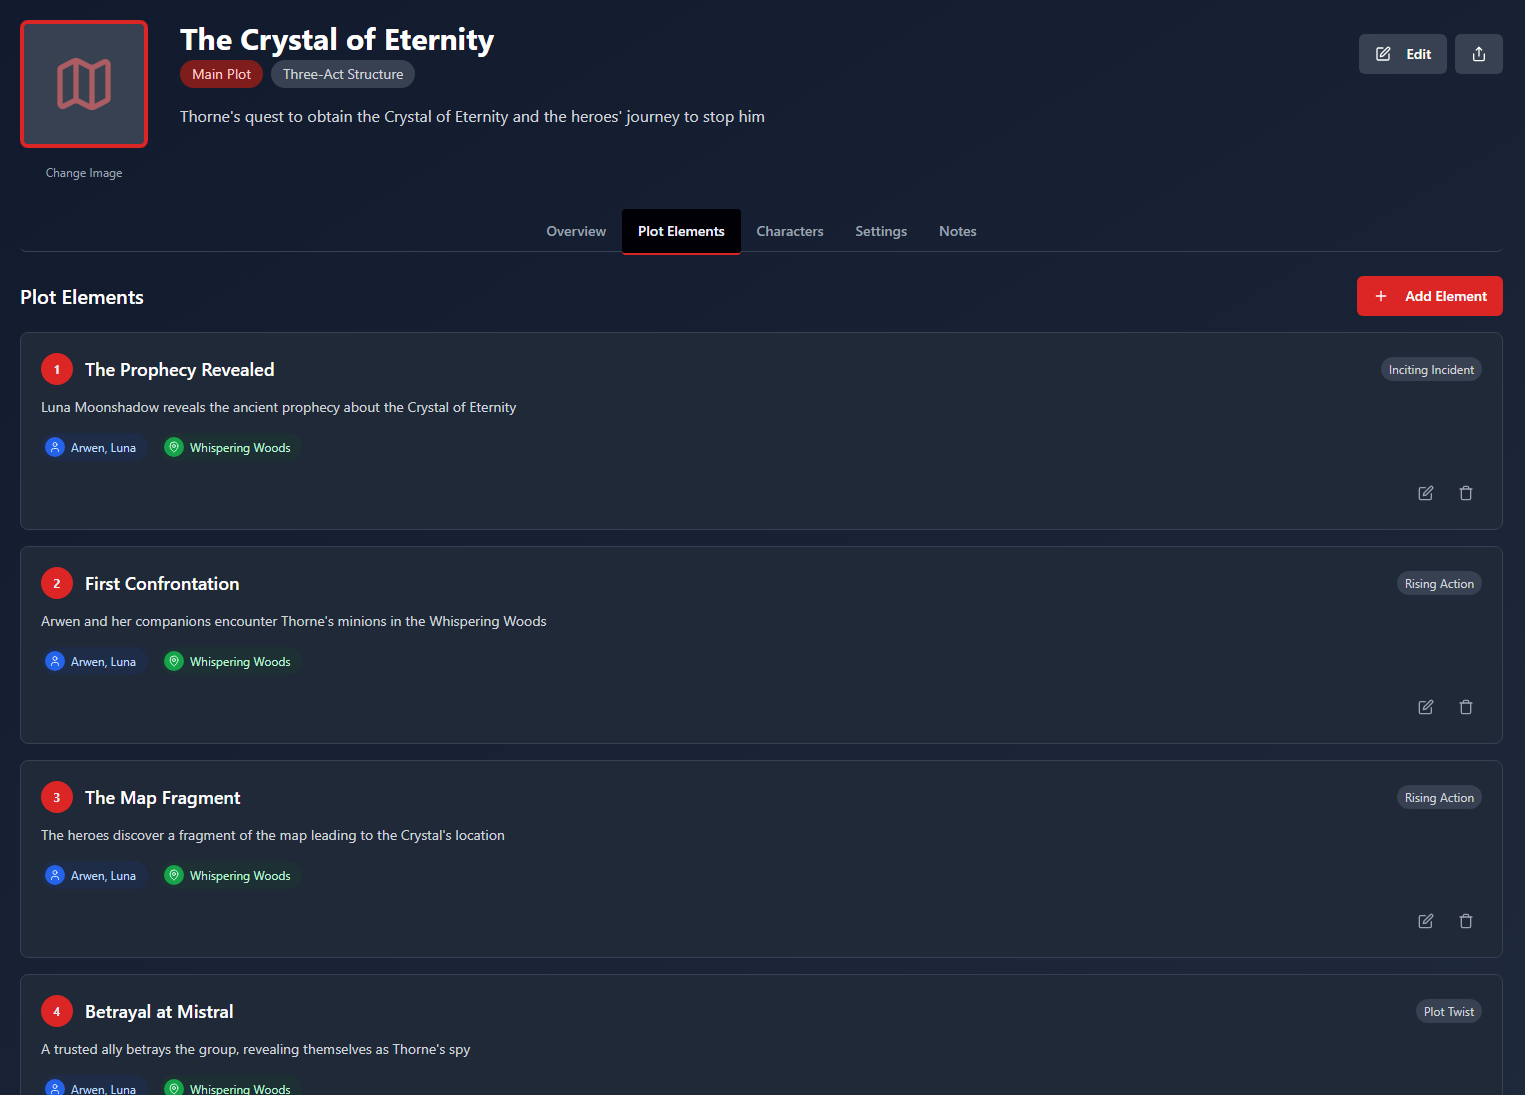 The Crystal of Eternity
Main Plot
Three-Act Structure
Edit
Thorne's quest to obtain the Crystal of Eternity and the heroes' journey to stop him
Change Image
Overview
Plot Elements
Characters
Settings
Notes
Plot Elements
Add Element
1
The Prophecy Revealed
Inciting Incident
Luna Moonshadow reveals the ancient prophecy about the Crystal of Eternity
Arwen, Luna
Whispering Woods
2
First Confrontation
Rising Action
Arwen and her companions encounter Thorne's minions in the Whispering Woods
Arwen, Luna
Whispering Woods
3
The Map Fragment
Rising Action
The heroes discover a fragment of the map leading to the Crystal's location
Arwen, Luna
Whispering Woods
4
Betrayal at Mistral
Plot Twist
A trusted ally betrays the group, revealing themselves as Thorne's spy
Arwen, Luna
Whispering Woods